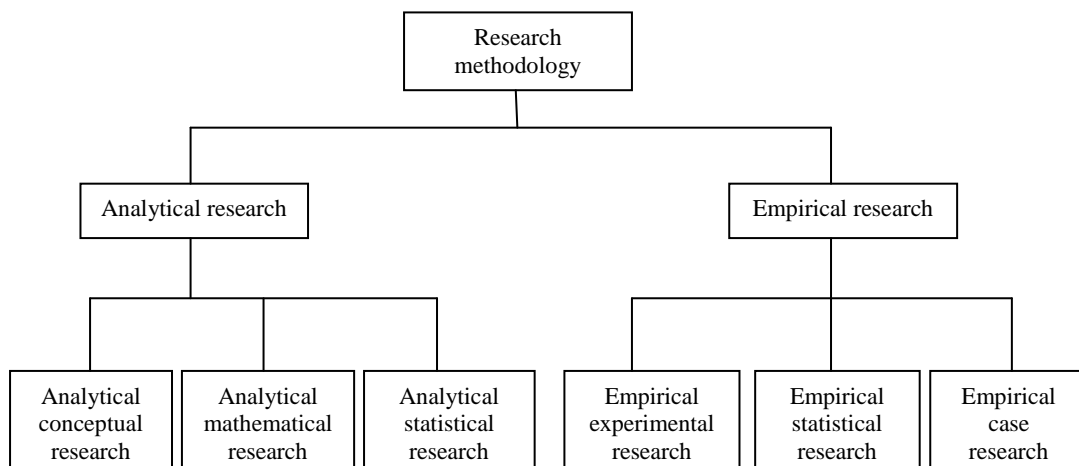 Research
methodology
Analytical research
Empirical research
Analytical
conceptual
research
Analytical
mathematical
research
Analytical
statistical
research
Empirical
experimental
research
Empirical
statistical
research
Empirical
case
research